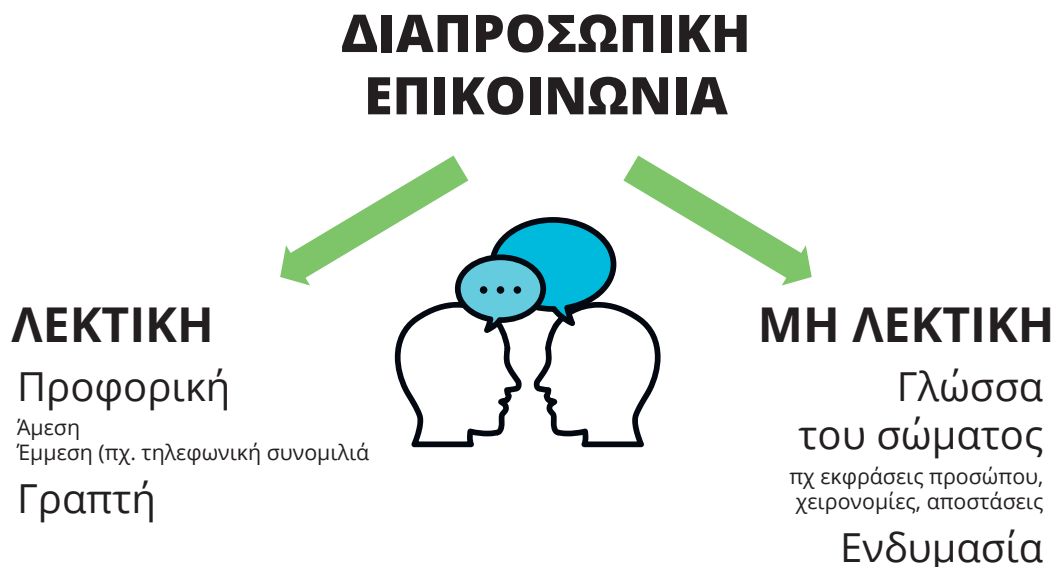 ΔΙΑΠΡΟΣΩΠΙΚΗ
ΕΠΙΚΟΙΝΩΝΙΑ
ΛΕΚΤΙΚΗ
Προφορική
Άμεση
Έμμεση (πχ. τηλεφωνική συνομιλιά
Γραπτή
ΜΗ ΛΕΚΤΙΚΗ
Γλώσσα
του σώματος
πχ εκφράσεις προσώπου,
χειρονομίες, αποστάσεις
Ενδυμασία